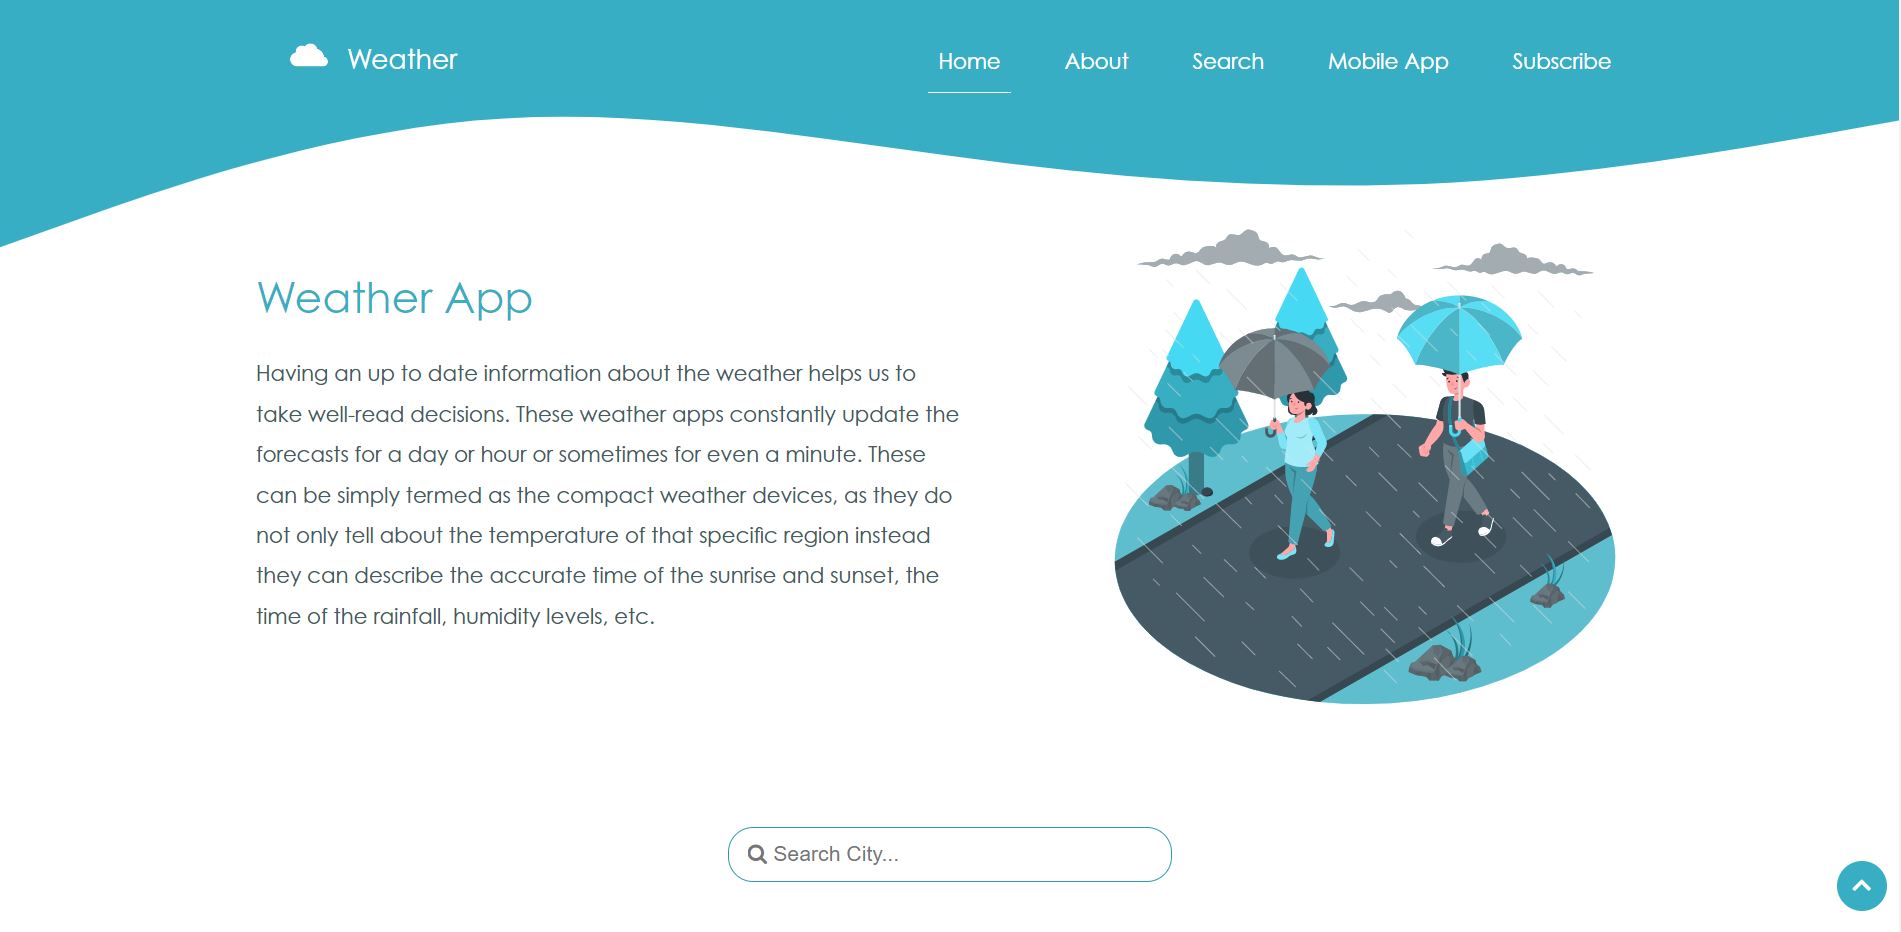 Weather
Home
About
Search
Mobile App
Subscribe
Weather App
Having an up to date information about the weather helps us to
take well-read decisions. These weather apps constantly update the
forecasts for a day or hour or sometimes for even a minute. These
can be simply termed as the compact weather devices, as they do
not only tell about the temperature of that specific region instead
they can describe the accurate time of the sunrise and sunset, the
time of the rainfall, humidity levels, etc.
Search City...